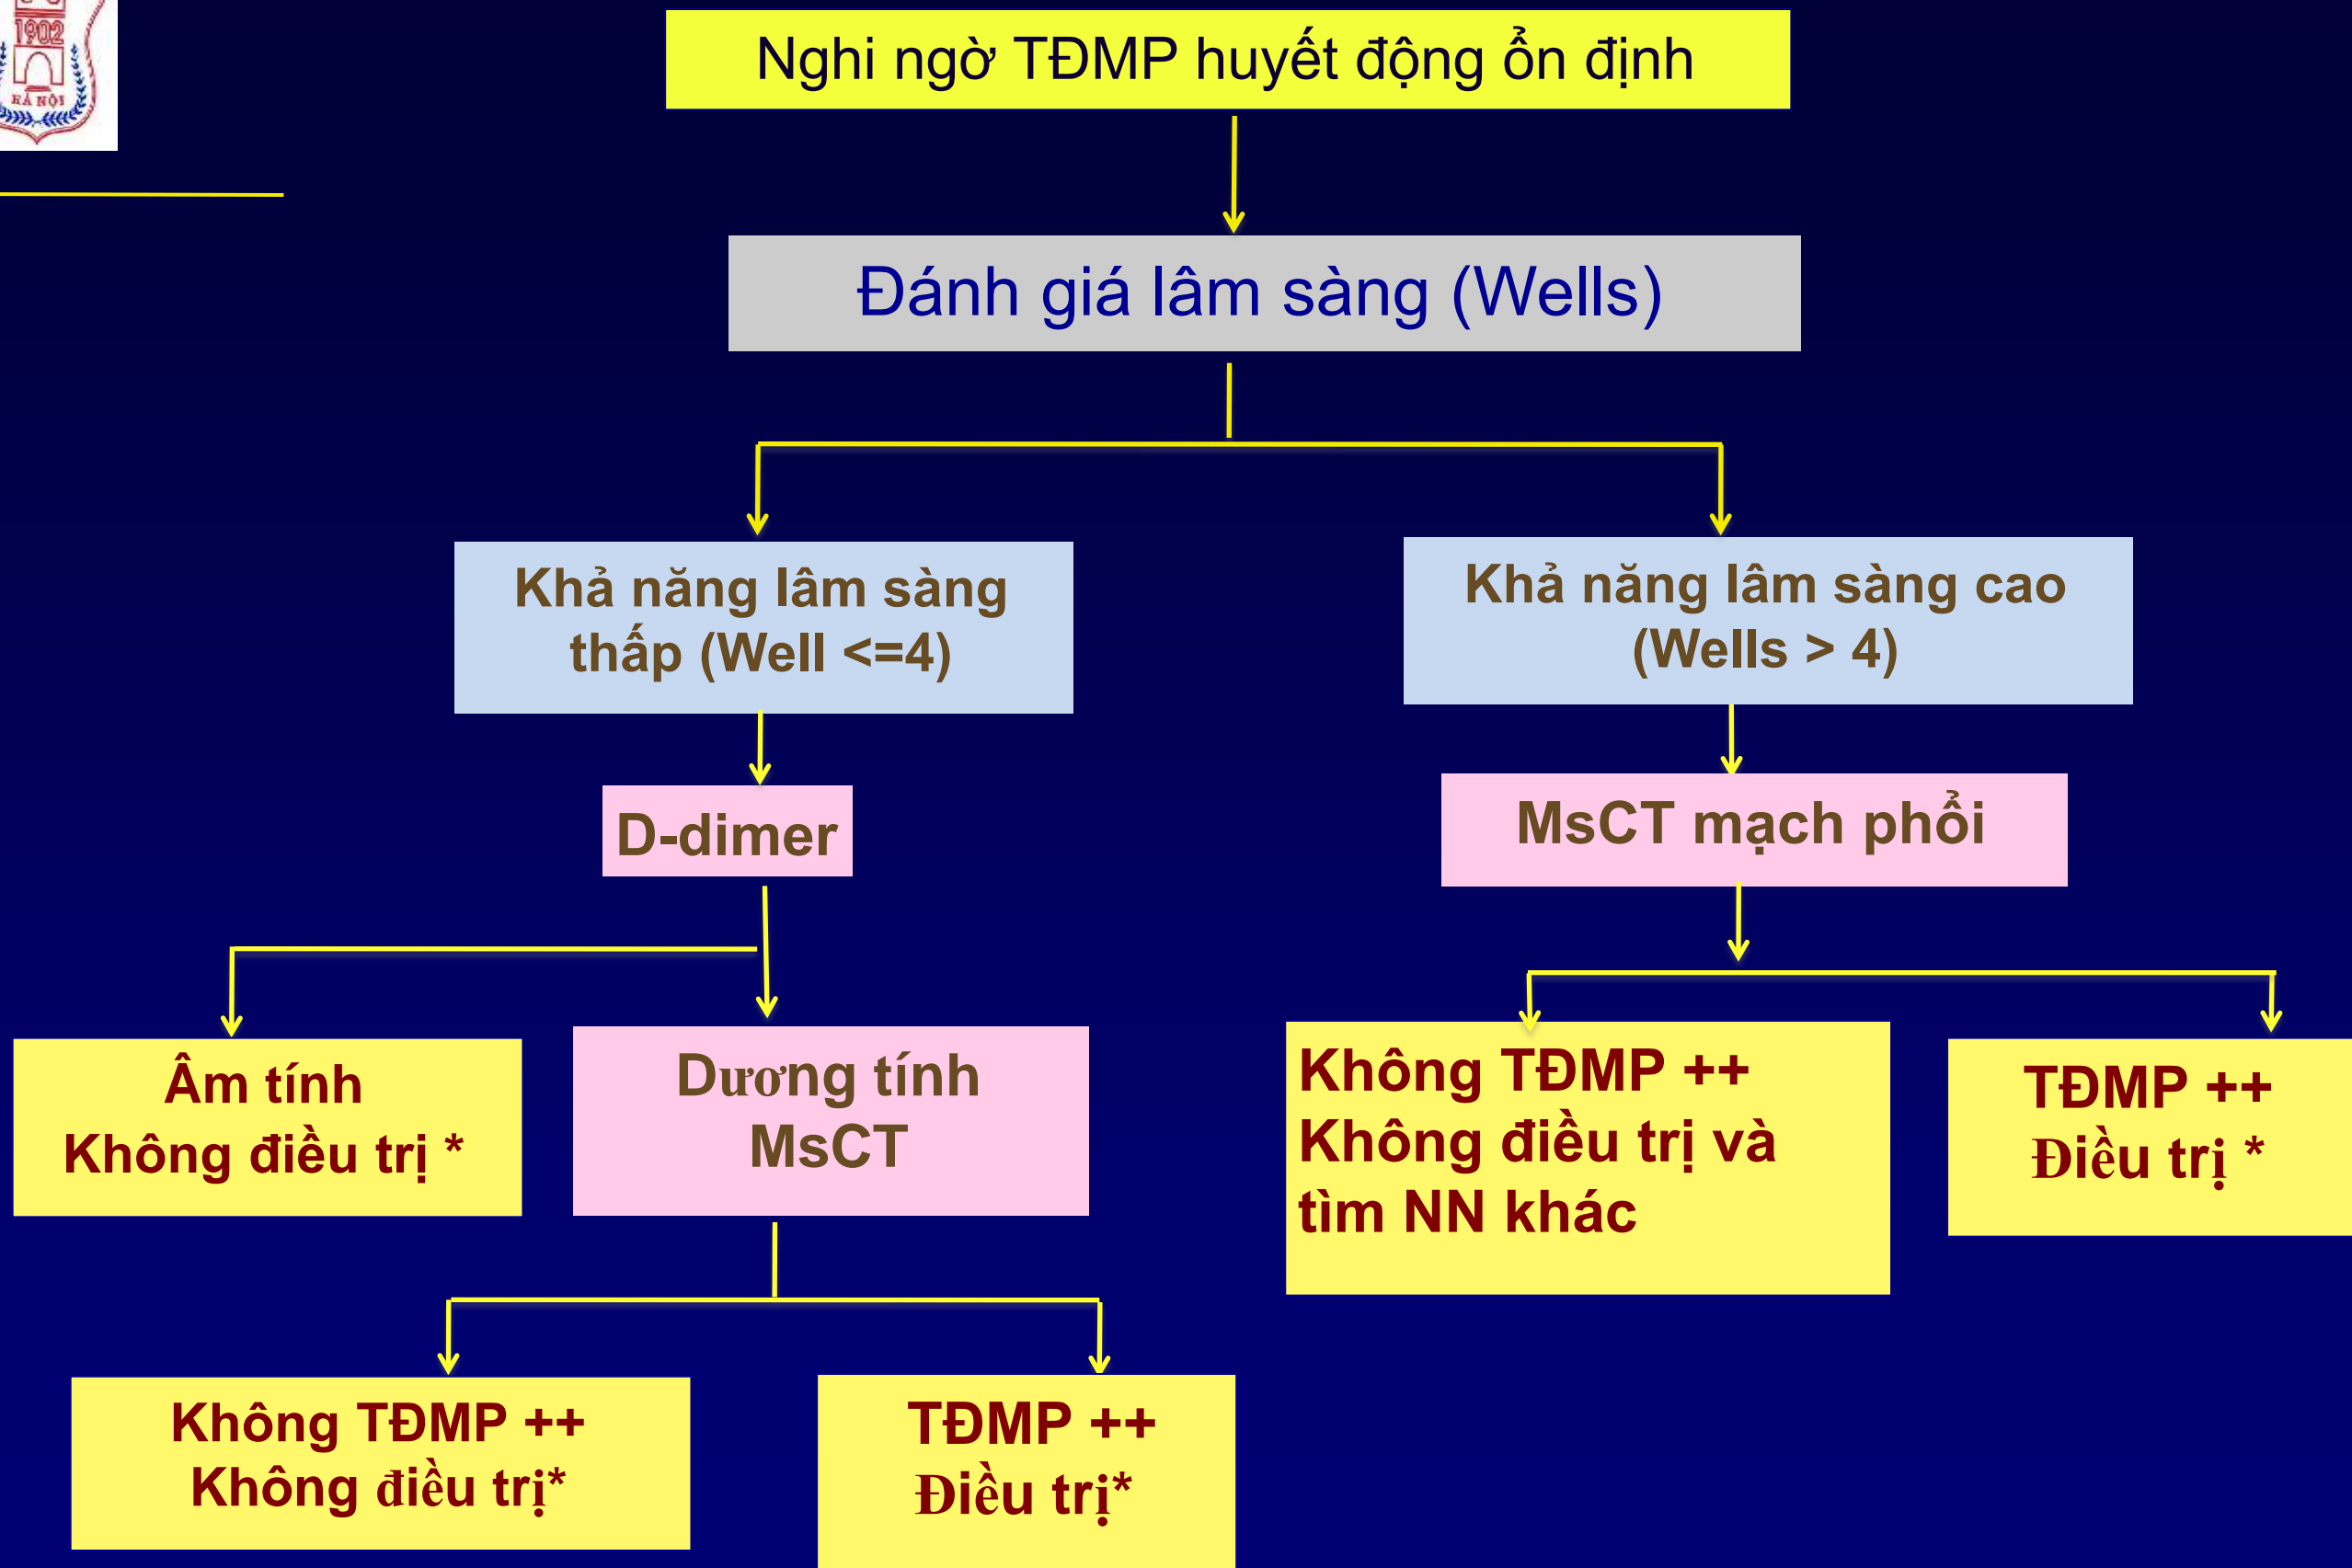 1902
HÀ NỘI
Nghi ngờ TĐMP huyết động ổn định
Đánh giá lâm sàng (Wells)
Khả năng lâm sàng
thấp (Well <=4)
Khả năng lâm sàng cao
(Wells > 4)
D-dimer
MsCT mạch phổi
Âm tính
Không điều trị *
Dương tính
MsCT
Không TĐMP ++
Không điều trị và
tìm NN khác
TĐMP ++
Điều trị *
Không TĐMP ++
Không điều trị*
TĐMP ++
Điều trị*